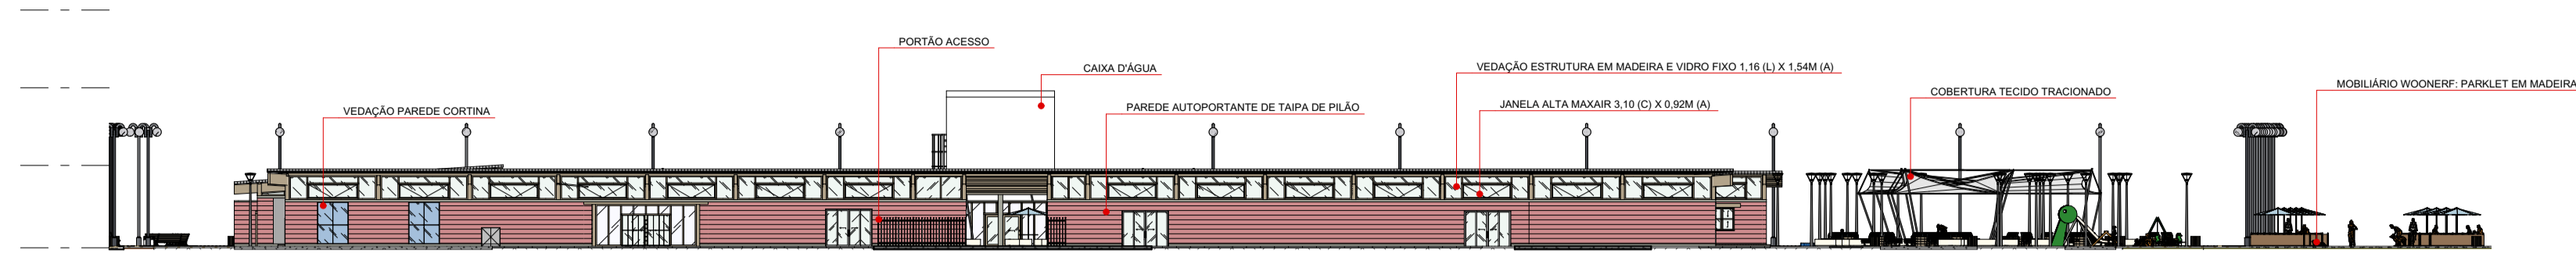 PORTÃO ACESSO
CAIXA D'ÁGUA
VEDAÇÃO ESTRUTURA EM MADEIRA E VIDRO FIXO 1,16 (L) X 1,54M (A)
MOBILIÁRIO WOONERF: PARKLET EM MADEIRA
COBERTURA TECIDO TRACIONADO
VEDAÇÃO PAREDE CORTINA
PAREDE AUTOPORTANTE DE TAIPA DE PILÃO
JANELA ALTA MAXAIR 3,10 (C) X 0,92M (A)